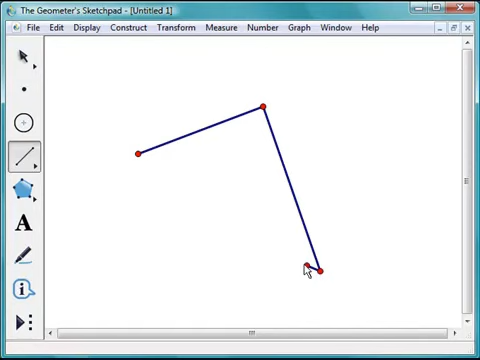 The Geometer's Sketchpad - [Untitled 1]
File Edit Display Construct Transform Measure Number Graph Window Help
A